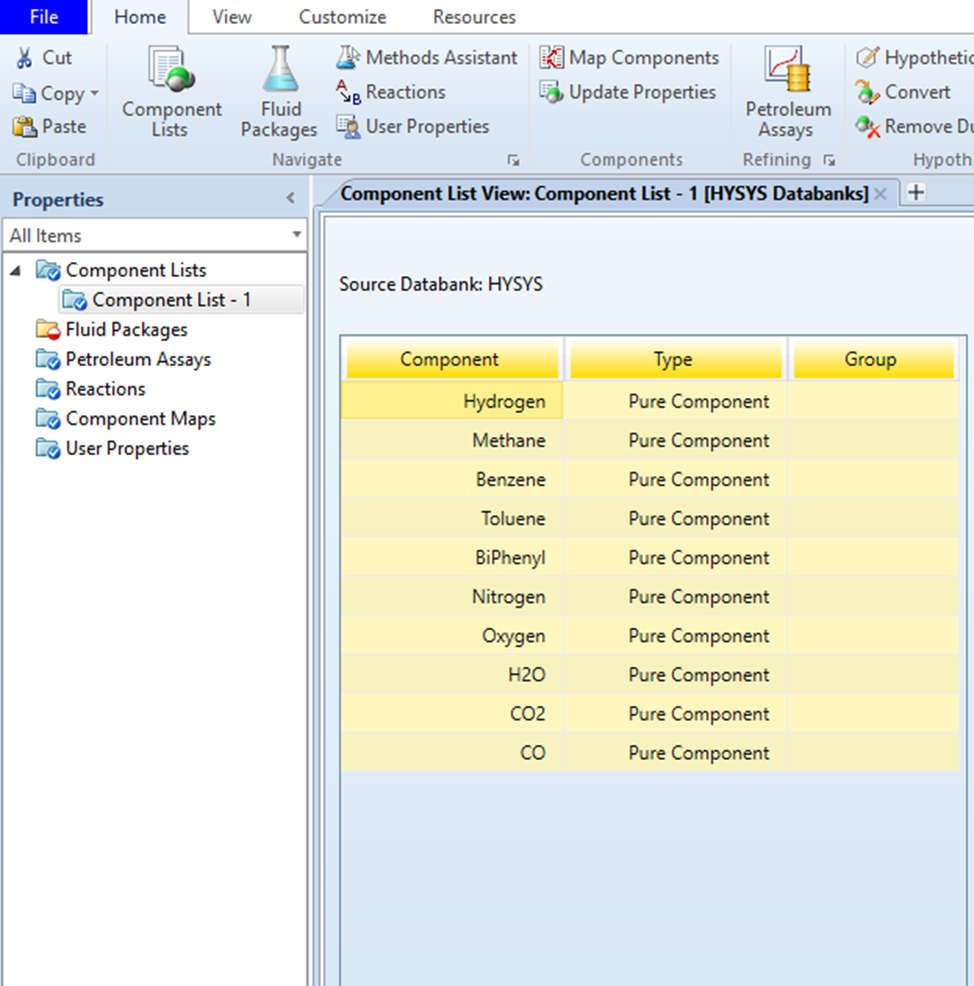 File Home View Customize Resources
Cut
Copy
Paste
Clipboard
Component Lists
Fluid Packages
Methods Assistant
Reactions
User Properties
Navigate
Map Components
Update Properties
Components
Petroleum Assays
Refining
Hypothetic
Convert
Remove Du
Hypoth
Properties
All Items
Component Lists
Component List - 1
Fluid Packages
Petroleum Assays
Reactions
Component Maps
User Properties
Component List View: Component List - 1 [HYSYS Databanks]
Source Databank: HYSYS
Component Type Group
Hydrogen Pure Component
Methane Pure Component
Benzene Pure Component
Toluene Pure Component
BiPhenyl Pure Component
Nitrogen Pure Component
Oxygen Pure Component
H2O Pure Component
CO2 Pure Component
CO Pure Component